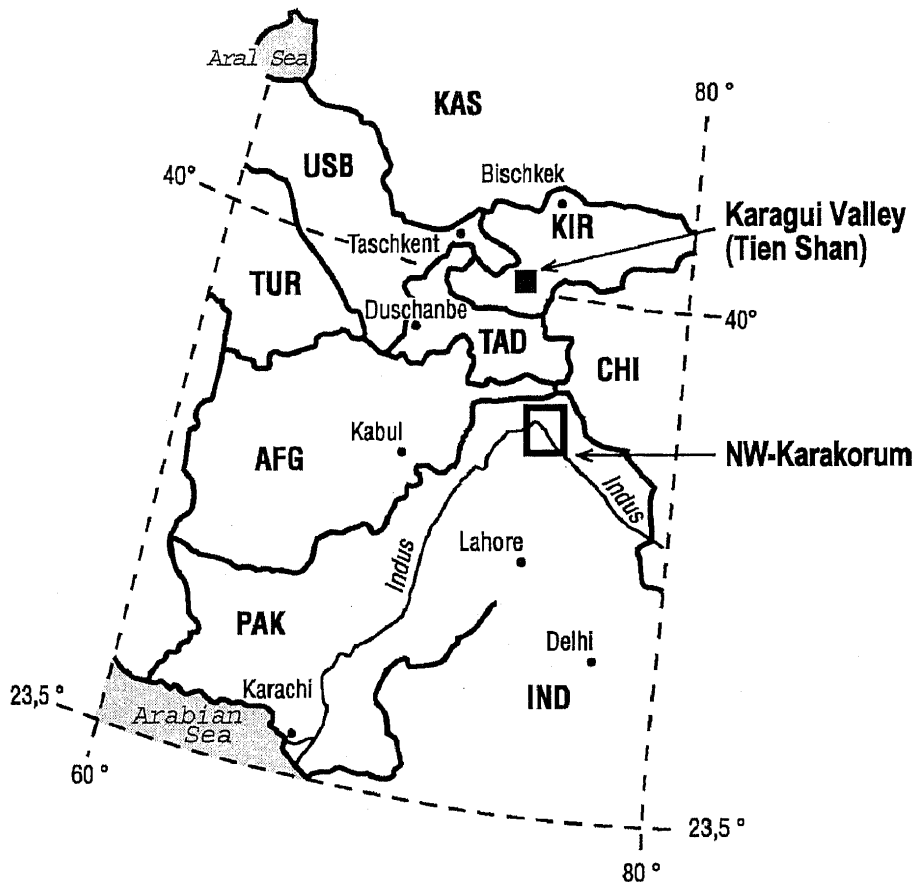 Aral Sea
KAS
80 °
USB
Bischkek
40°
KIR
Karagui Valley
(Tien Shan)
Taschkent
TUR
Duschanbe
40°
TAD
CHI
Kabul
AFG
NW-Karakorum
Indus
Lahore
Indus
PAK
Delhi
Karachi
IND
23,5 °
Arabian
Sea
60 °
23,5 °
80 °